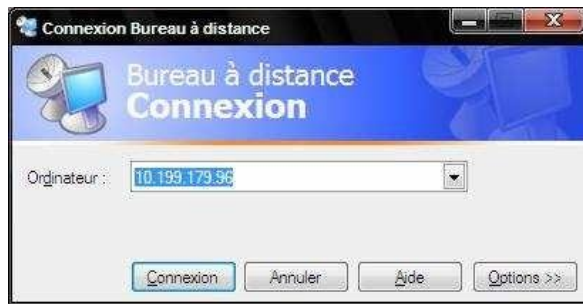 Connexion Bureau à distance
Bureau à distance
Connexion
Ordinateur : 10.199.179.96
Connexion Annuler Aide Options >>